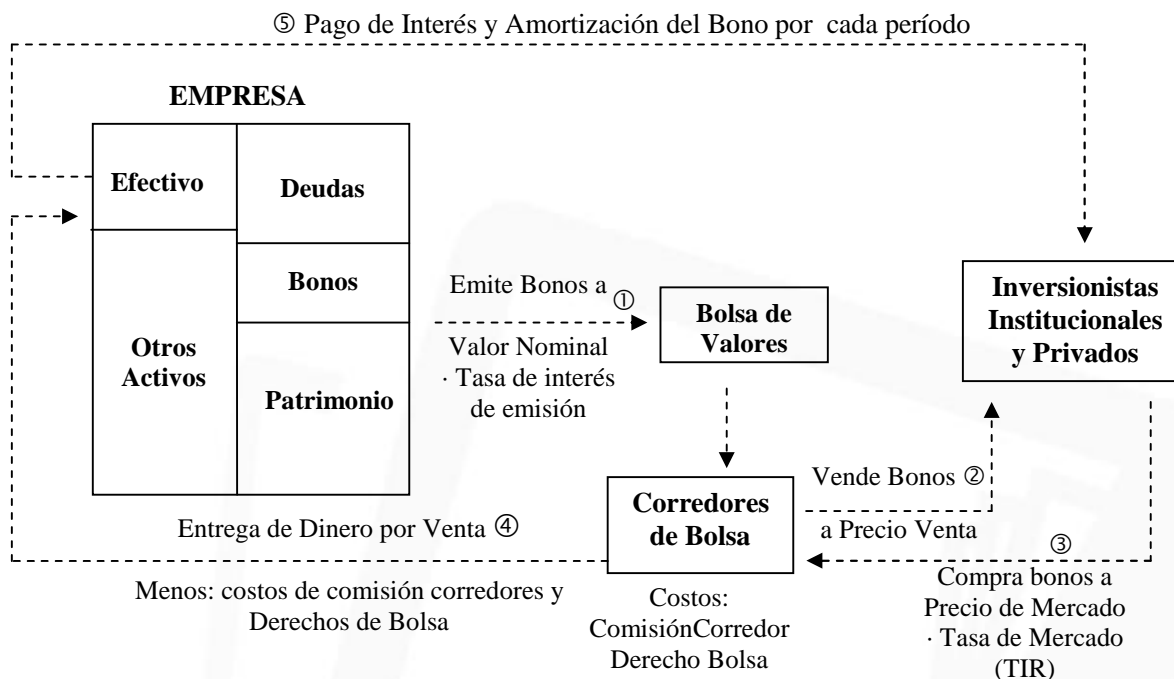 ⑤ Pago de Interés y Amortización del Bono por cada período
EMPRESA
Efectivo
Deudas
Bonos
Otros
Activos
Patrimonio
Emite Bonos a ①
Valor Nominal
· Tasa de interés
de emisión
Bolsa de
Valores
Inversionistas
Institucionales
y Privados
Corredores
de Bolsa
Vende Bonos ②
a Precio Venta
③
Compra bonos a
Precio de Mercado
· Tasa de Mercado
(TIR)
Entrega de Dinero por Venta ④
Menos: costos de comisión corredores y
Derechos de Bolsa
Costos:
ComisiónCorredor
Derecho Bolsa